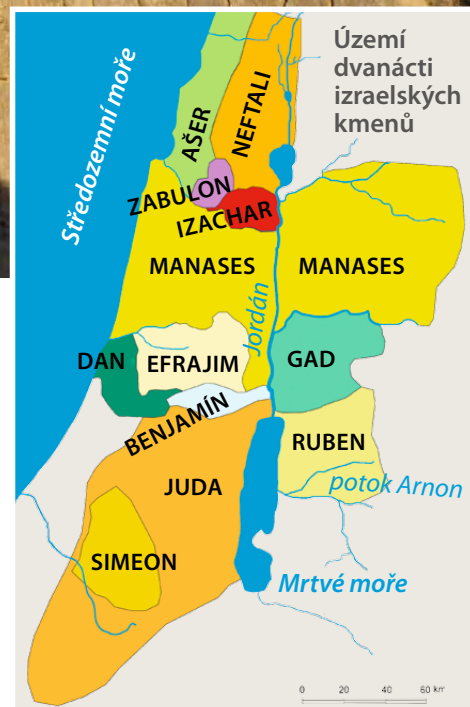 Území
dvanácti
izraelských
kmenů
Středozemní moře
AŠER
NEFTALI
ZABULON
IZACHAR
MANASES
MANASES
Jordán
DAN
EFRAJIM
GAD
BENJAMÍN
RUBEN
JUDA
potok Arnon
SIMEON
Mrtvé moře
0 20 40 60 km